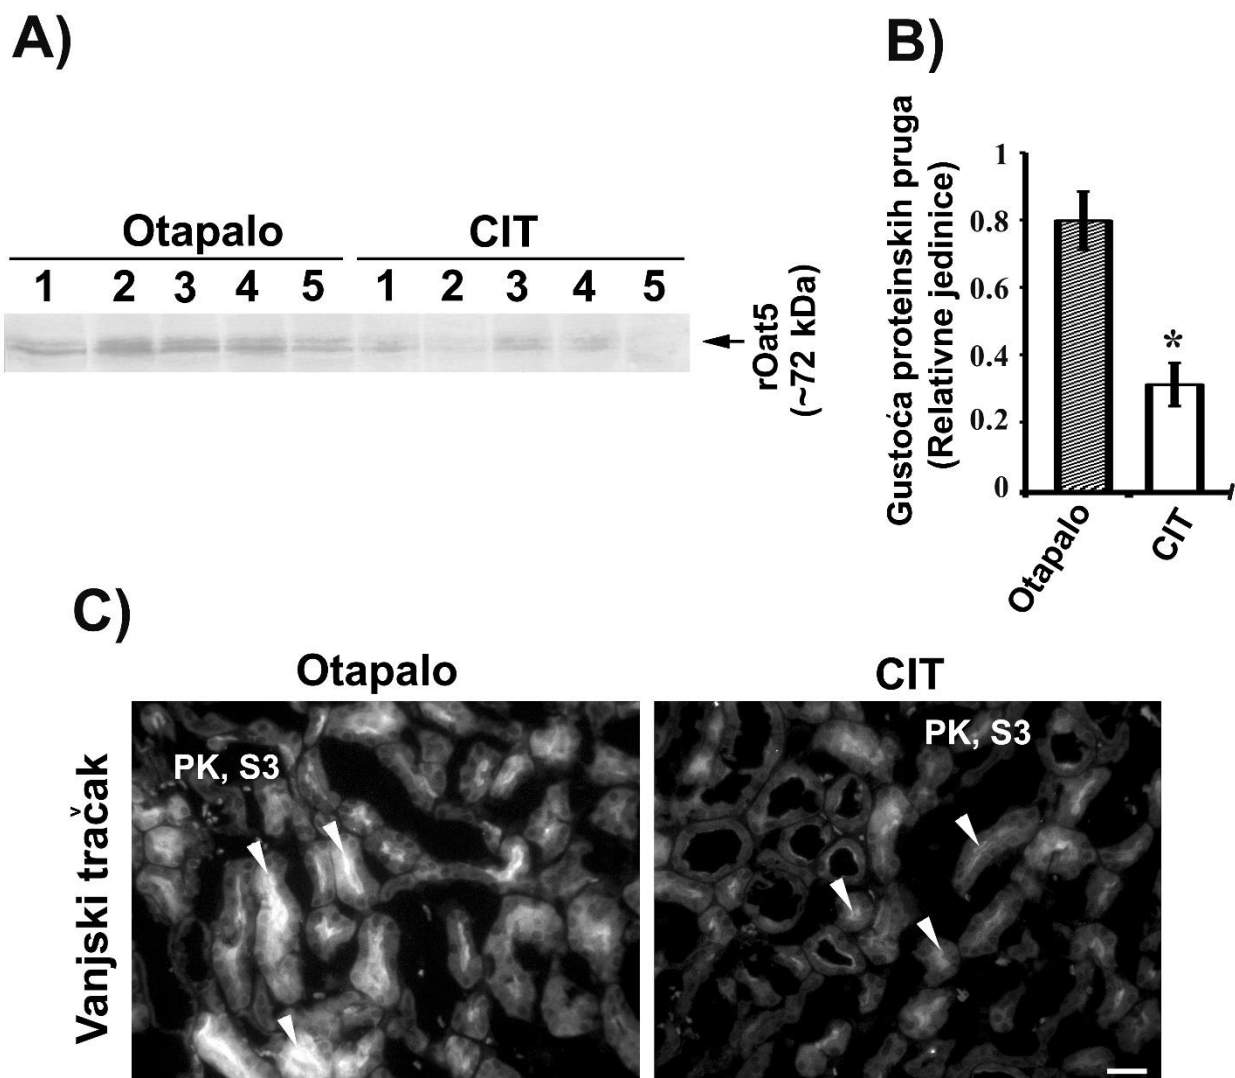 A)
Otapalo CIT
1 2 3 4 5 1 2 3 4 5
rOat5
(~72 kDa)
B)
Gustoća proteinskih pruga
(Relativne jedinice)
1
0.8
0.6
0.4
0.2
0
*
Otapalo
CIT
C)
Otapalo CIT
Vanjski tračak
PK, S3
PK, S3